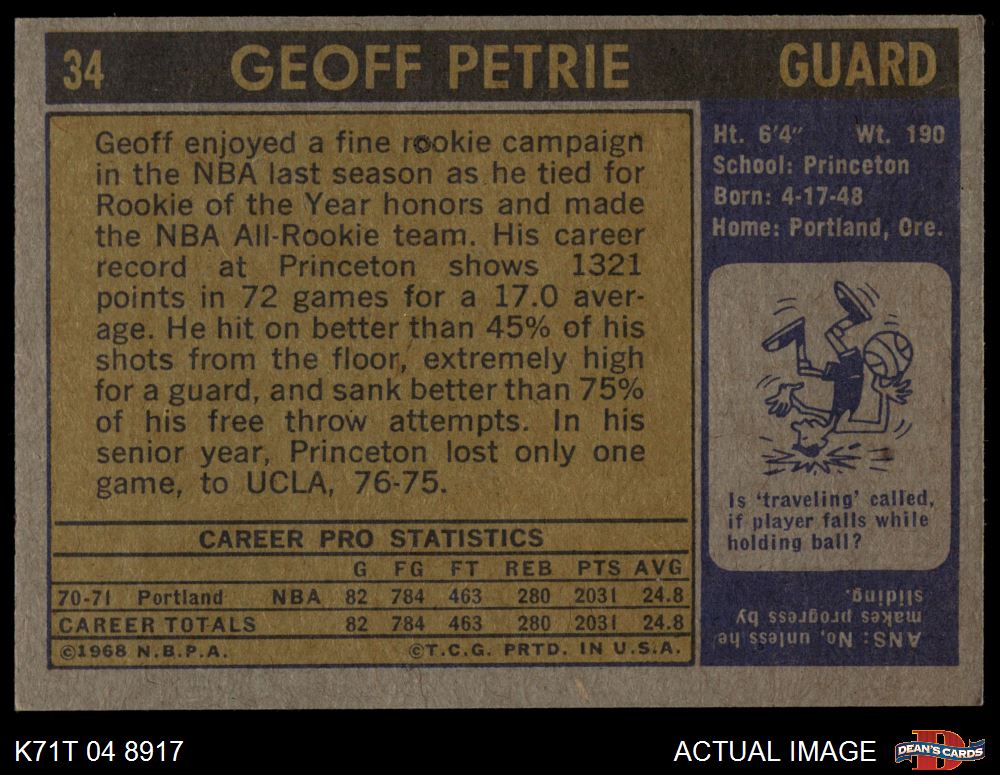 34 GEOFF PETRIE GUARD
Geoff enjoyed a fine rookie campaign
in the NBA last season as he tied for
Rookie of the Year honors and made
the NBA All-Rookie team. His career
record at Princeton shows 1321
points in 72 games for a 17.0 aver-
age. He hit on better than 45% of his
shots from the floor, extremely high
for a guard, and sank better than 75%
of his free throw attempts. In his
senior year, Princeton lost only one
game, to UCLA, 76-75.
CAREER PRO STATISTICS
G FG FT REB PTS AVG
70-71 Portland NBA 82 784 463 280 2031 24.8
CAREER TOTALS 82 784 463 280 2031 24.8
©1968 N.B.P.A. ©T.C.G. PRTD. IN U.S.A.
Ht. 6'4" Wt. 190
School: Princeton
Born: 4-17-48
Home: Portland, Ore.
Is 'traveling' called,
if player falls while
holding ball?
ANS: No, unless he
makes progress by
sliding.
K71T 04 8917
ACTUAL IMAGE
D
DEAN'S CARDS